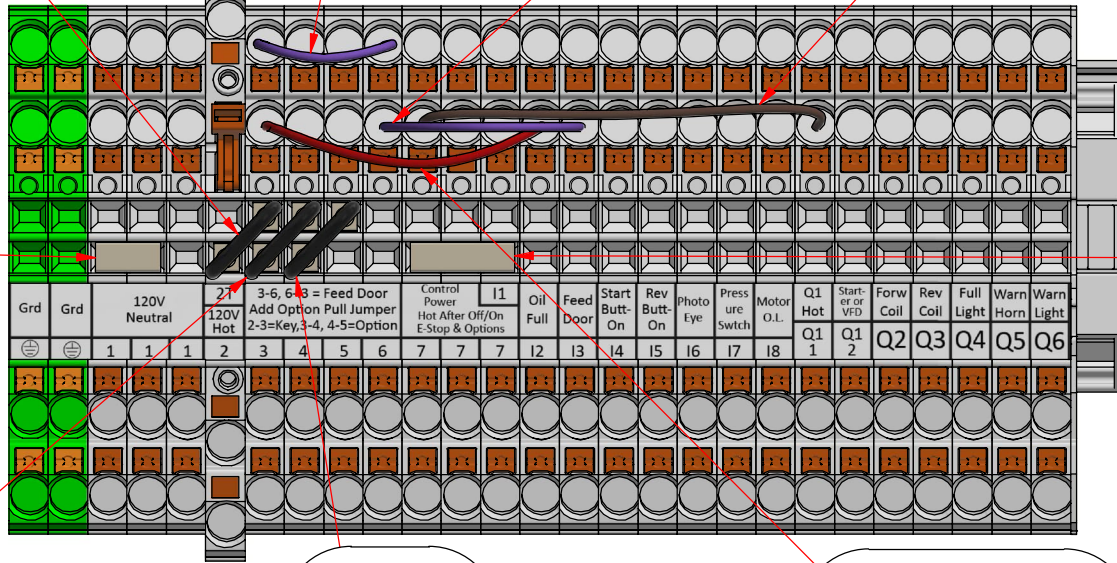 Grd
Grd
120V
Neutral
2T
120V
Hot
3-6, 6-I3 = Feed Door
Add Option Pull Jumper
2-3=Key,3-4, 4-5=Option
Control
Power
I1
Hot After Off/On
E-Stop & Options
Oil
Full
Feed
Door
Start
Butt-
On
Rev
Butt-
On
Photo
Eye
Press
ure
Swtch
Motor
O.L.
Q1
Hot
Start-
er or
VFD
Forw
Coil
Rev
Coil
Full
Light
Warn
Horn
Warn
Light
1 1 1 2 3 4 5 6 7 7 7 I2 I3 I4 I5 I6 I7 I8
Q1
1
Q1
2
Q2 Q3 Q4 Q5 Q6